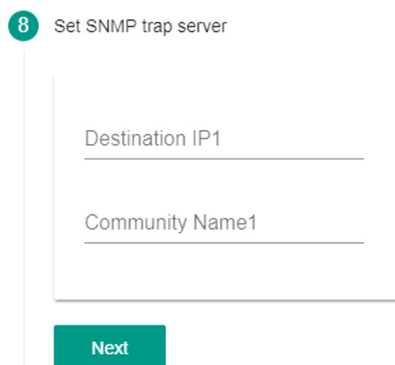 8 Set SNMP trap server
Destination IP1
Community Name1
Next